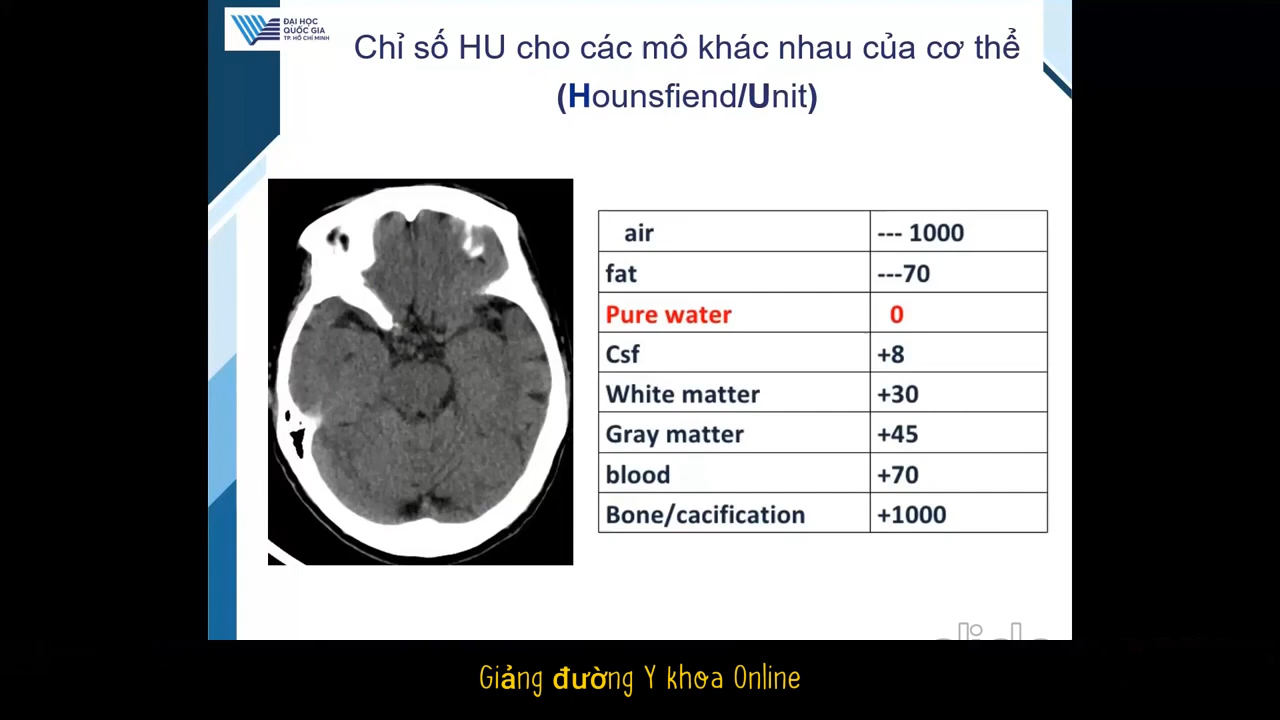 ĐẠI HỌC
QUỐC GIA
TP. HỒ CHÍ MINH
Chỉ số HU cho các mô khác nhau của cơ thể
(Hounsfiend/Unit)
air --- 1000
fat ---70
Pure water 0
Csf +8
White matter +30
Gray matter +45
blood +70
Bone/cacification +1000
Giảng đường Y khoa Online